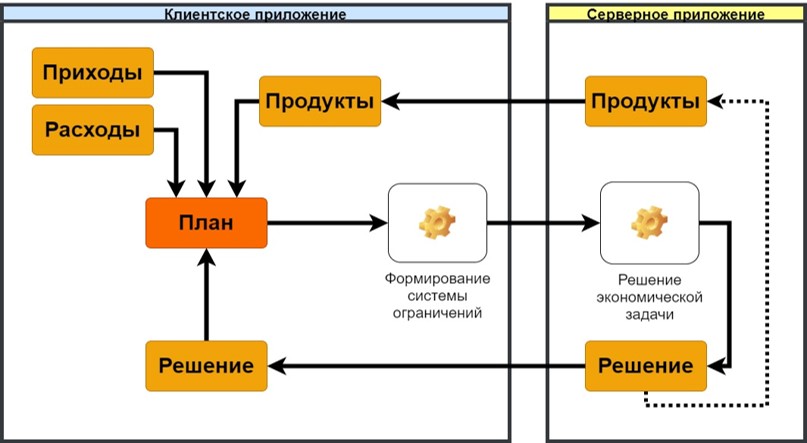 Клиентское приложение
Серверное приложение
Приходы
Расходы
Продукты
Продукты
План
Формирование
системы
ограничений
Решение
экономической
задачи
Решение
Решение